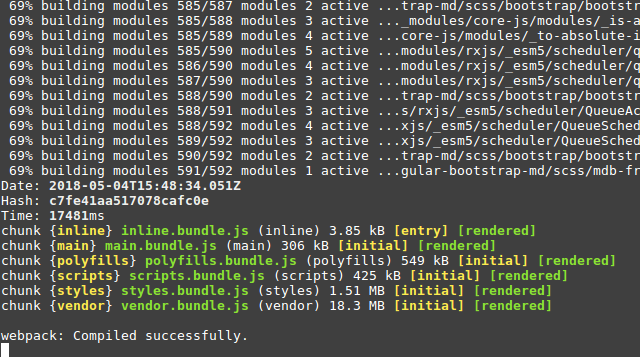 69% building modules 585/587 modules 2 active ...trap-md/scss/bootstrap/bootstr
69% building modules 585/588 modules 3 active ..._modules/core-js/modules/_is-a
69% building modules 585/589 modules 4 active ...core-js/modules/_to-absolute-i
69% building modules 585/590 modules 5 active ...modules/rxjs/_esm5/scheduler/q
69% building modules 586/590 modules 4 active ...modules/rxjs/_esm5/scheduler/q
69% building modules 587/590 modules 3 active ...modules/rxjs/_esm5/scheduler/q
69% building modules 588/590 modules 2 active ...trap-md/scss/bootstrap/bootstr
69% building modules 588/591 modules 3 active ...s/rxjs/_esm5/scheduler/QueueAc
69% building modules 588/592 modules 4 active ...xjs/_esm5/scheduler/QueueSched
69% building modules 589/592 modules 3 active ...xjs/_esm5/scheduler/QueueSched
69% building modules 590/592 modules 2 active ...trap-md/scss/bootstrap/bootstr
69% building modules 591/592 modules 1 active ...gular-bootstrap-md/scss/mdb-fr
Date: 2018-05-04T15:48:34.051Z
Hash: c7fe41aa517078cafc0e
Time: 17481ms
chunk {inline} inline.bundle.js (inline) 3.85 kB [entry] [rendered]
chunk {main} main.bundle.js (main) 306 kB [initial] [rendered]
chunk {polyfills} polyfills.bundle.js (polyfills) 549 kB [initial] [rendered]
chunk {scripts} scripts.bundle.js (scripts) 425 kB [initial] [rendered]
chunk {styles} styles.bundle.js (styles) 1.51 MB [initial] [rendered]
chunk {vendor} vendor.bundle.js (vendor) 18.3 MB [initial] [rendered]
webpack: Compiled successfully.